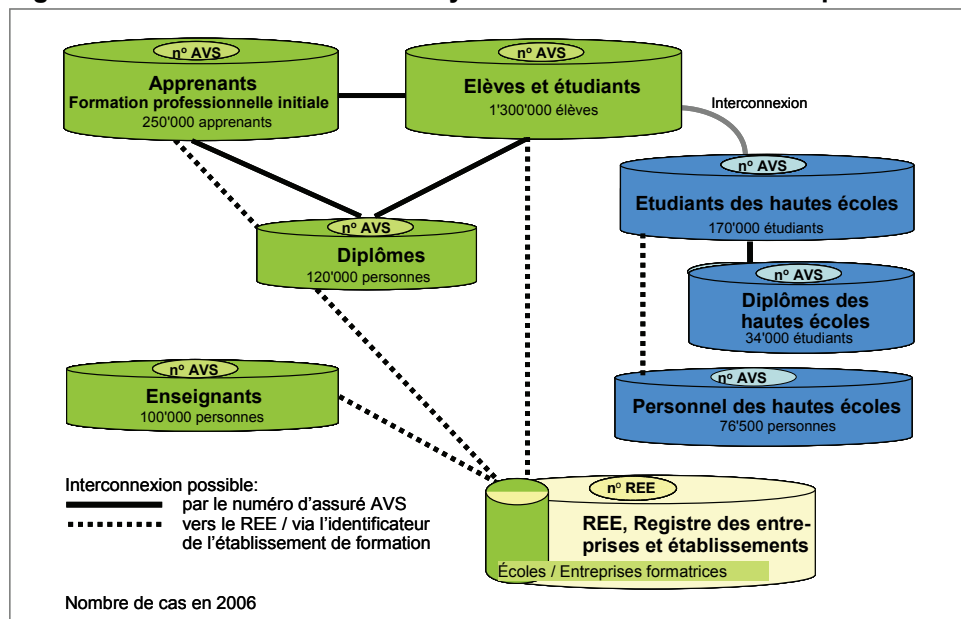 nº AVS
Apprenants
Formation professionnelle initiale
250'000 apprenants
nº AVS
Elèves et étudiants
1'300'000 élèves
Interconnexion
nº AVS
Etudiants des hautes écoles
170'000 étudiants
nº AVS
Diplômes
120'000 personnes
nº AVS
Diplômes des
hautes écoles
34'000 étudiants
nº AVS
Enseignants
100'000 personnes
nº AVS
Personnel des hautes écoles
76'500 personnes
Interconnexion possible:
par le numéro d'assuré AVS
vers le REE / via l'identificateur
de l'établissement de formation
nº REE
REE, Registre des entre-
prises et établissements
Écoles / Entreprises formatrices
Nombre de cas en 2006